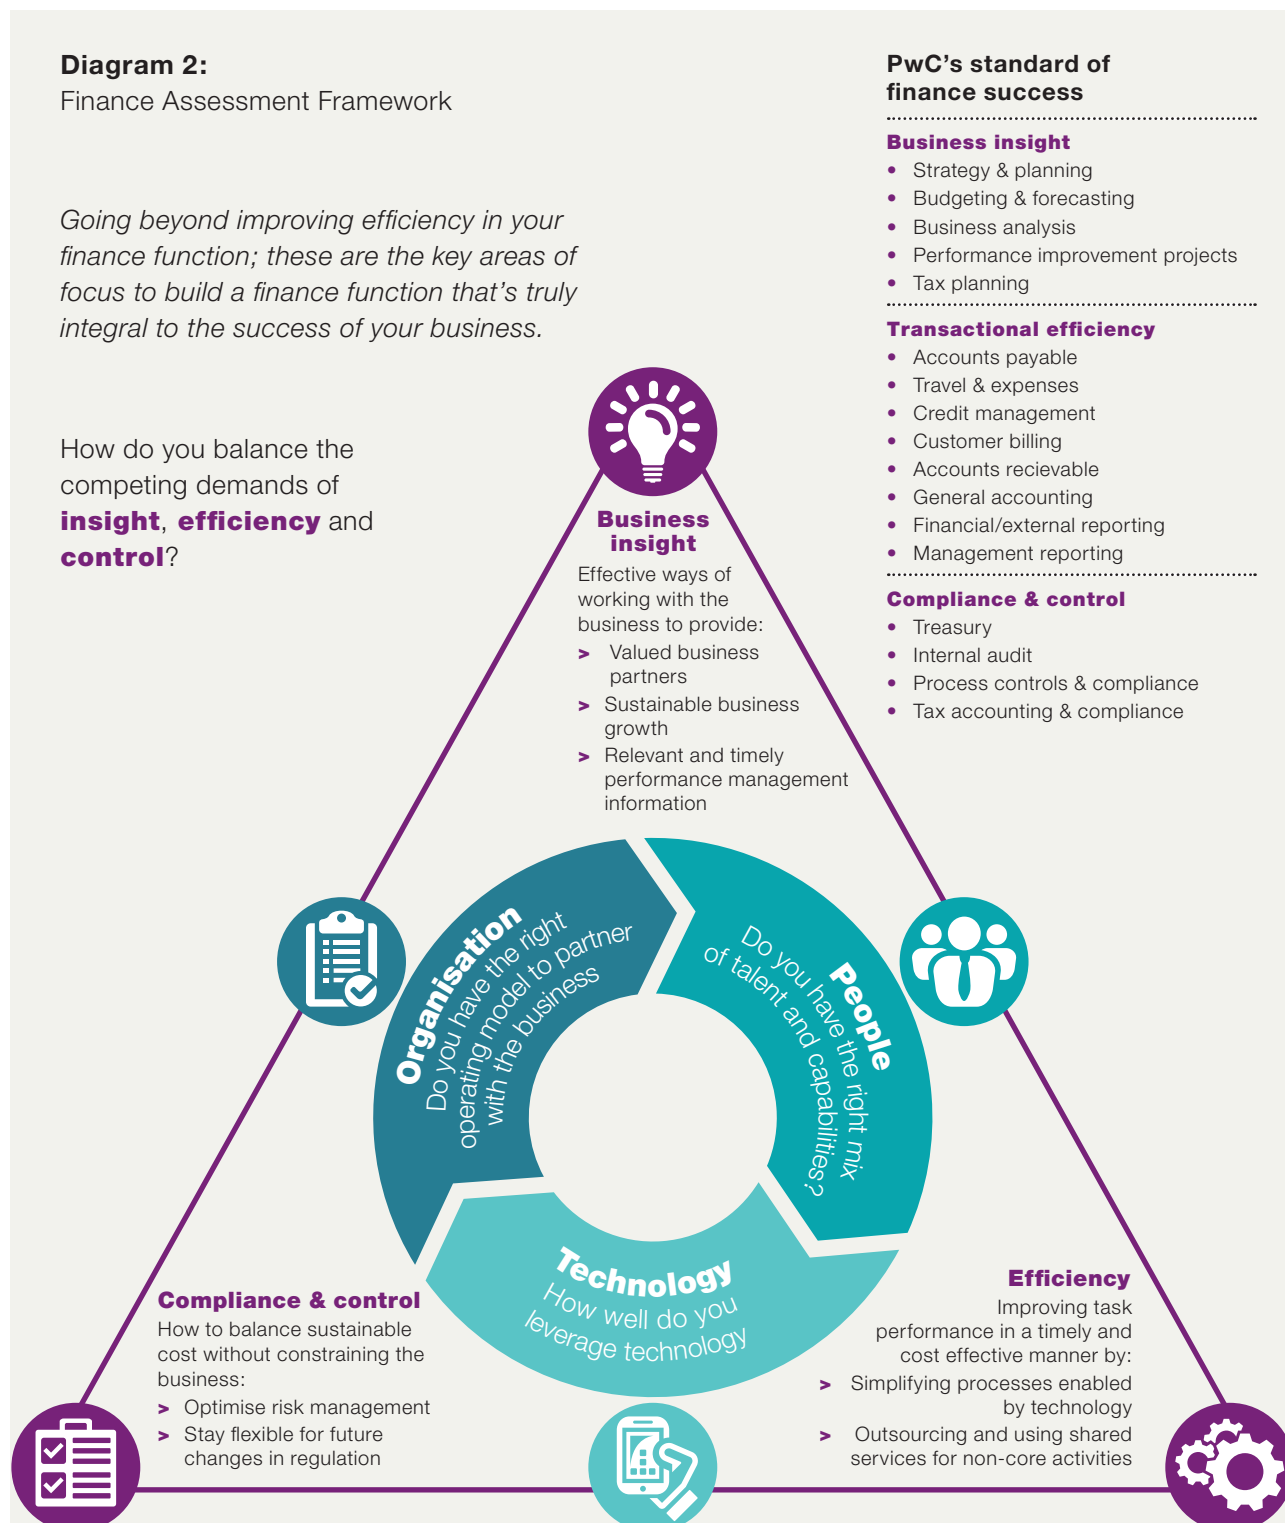 Diagram 2:
Finance Assessment Framework
Going beyond improving efficiency in your
finance function; these are the key areas of
focus to build a finance function that's truly
integral to the success of your business.
How do you balance the
competing demands of
insight, efficiency and
control?
PwC's standard of
finance success
Business insight
• Strategy & planning
• Budgeting & forecasting
• Business analysis
• Performance improvement projects
• Tax planning
Transactional efficiency
• Accounts payable
• Travel & expenses
• Credit management
• Customer billing
• Accounts recievable
• General accounting
• Financial/external reporting
• Management reporting
Compliance & control
• Treasury
• Internal audit
• Process controls & compliance
• Tax accounting & compliance
Business
insight
Effective ways of
working with the
business to provide:
> Valued business
partners
> Sustainable business
growth
> Relevant and timely
performance management
information
Organisation
Do you have the right
operating model to partner
with the business
People
Do you have the right mix
of talent and capabilities?
Technology
How well do you
leverage technology
Compliance & control
How to balance sustainable
cost without constraining the
business:
> Optimise risk management
> Stay flexible for future
changes in regulation
Efficiency
Improving task
performance in a timely and
cost effective manner by:
> Simplifying processes enabled
by technology
> Outsourcing and using shared
services for non-core activities